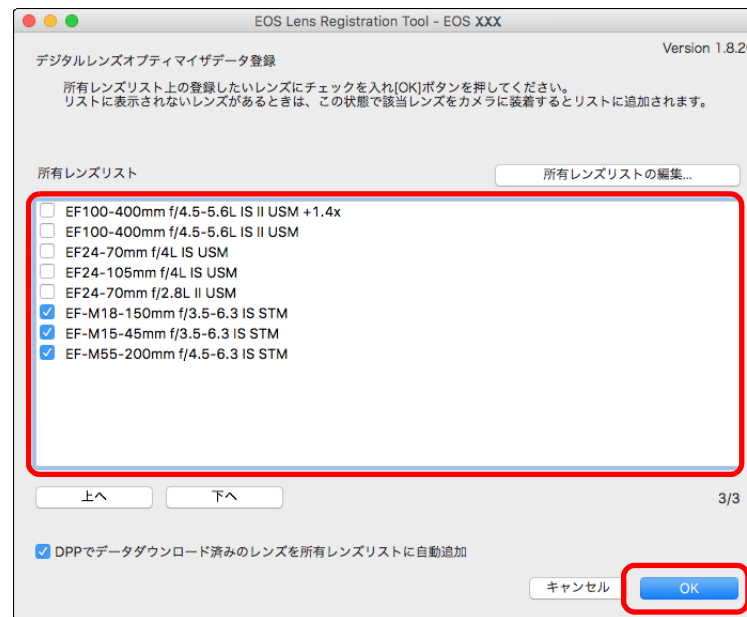 EOS Lens Registration Tool - EOS XXX
Version 1.8.20
デジタルレンズオプティマイザデータ登録
所有レンズリスト上の登録したいレンズにチェックを入れ[OK]ボタンを押してください。
リストに表示されないレンズがあるときは、この状態で該当レンズをカメラに装着するとリストに追加されます。
所有レンズリスト
所有レンズリストの編集...
EF100-400mm f/4.5-5.6L IS II USM +1.4x
EF100-400mm f/4.5-5.6L IS II USM
EF24-70mm f/4L IS USM
EF24-105mm f/4L IS USM
EF24-70mm f/2.8L II USM
EF-M18-150mm f/3.5-6.3 IS STM
EF-M15-45mm f/3.5-6.3 IS STM
EF-M55-200mm f/4.5-6.3 IS STM
上へ
下へ
3/3
DPPでデータダウンロード済みのレンズを所有レンズリストに自動追加
キャンセル
OK